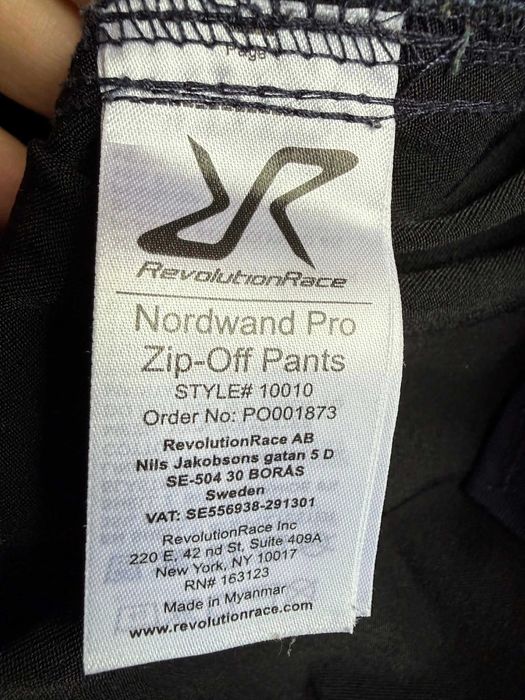 Page
RevolutionRace
Nordwand Pro
Zip-Off Pants
STYLE# 10010
Order No: PO001873
RevolutionRace AB
Nils Jakobsons gatan 5 D
SE-504 30 BORÅS
Sweden
VAT: SE556938-291301
RevolutionRace Inc
220 E, 42 nd St, Suite 409A
New York, NY 10017
RN# 163123
Made in Myanmar
www.revolutionrace.com